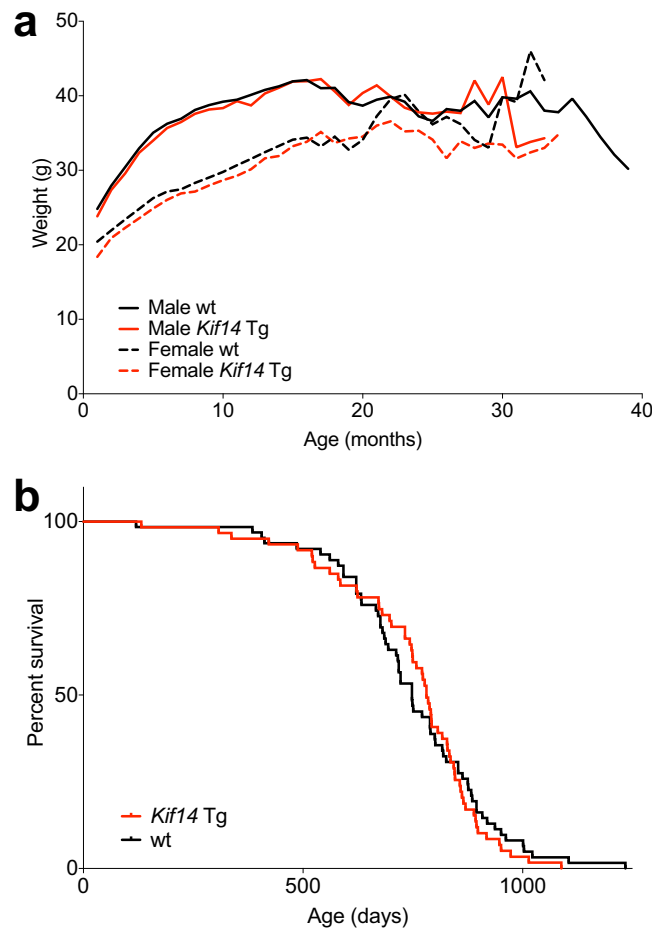 a
50
40
30
20
10
0
Weight (g)
Male wt
Male Kif14 Tg
Female wt
Female Kif14 Tg
0 10 20 30 40
Age (months)
b
100
50
0
Percent survival
Kif14 Tg
wt
0 500 1000
Age (days)